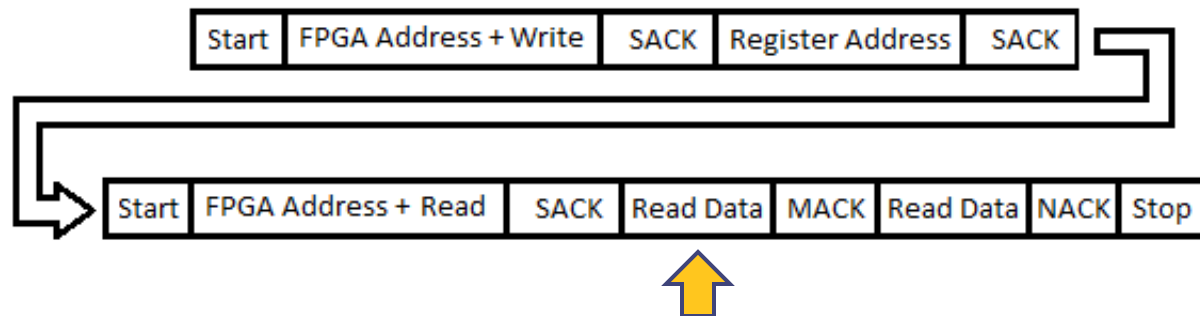 Start FPGA Address + Write SACK Register Address SACK
Start FPGA Address + Read SACK Read Data MACK Read Data NACK Stop